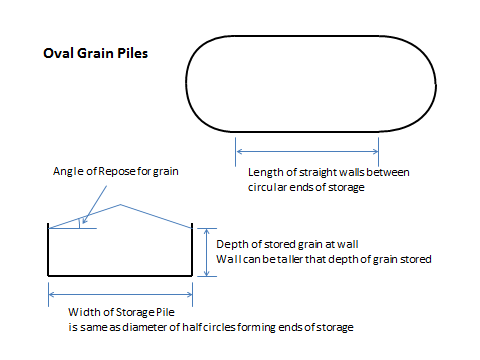 Oval Grain Piles
Length of straight walls between
circular ends of storage
Angle of Repose for grain
Depth of stored grain at wall
Wall can be taller that depth of grain stored
Width of Storage Pile
is same as diameter of half circles forming ends of storage